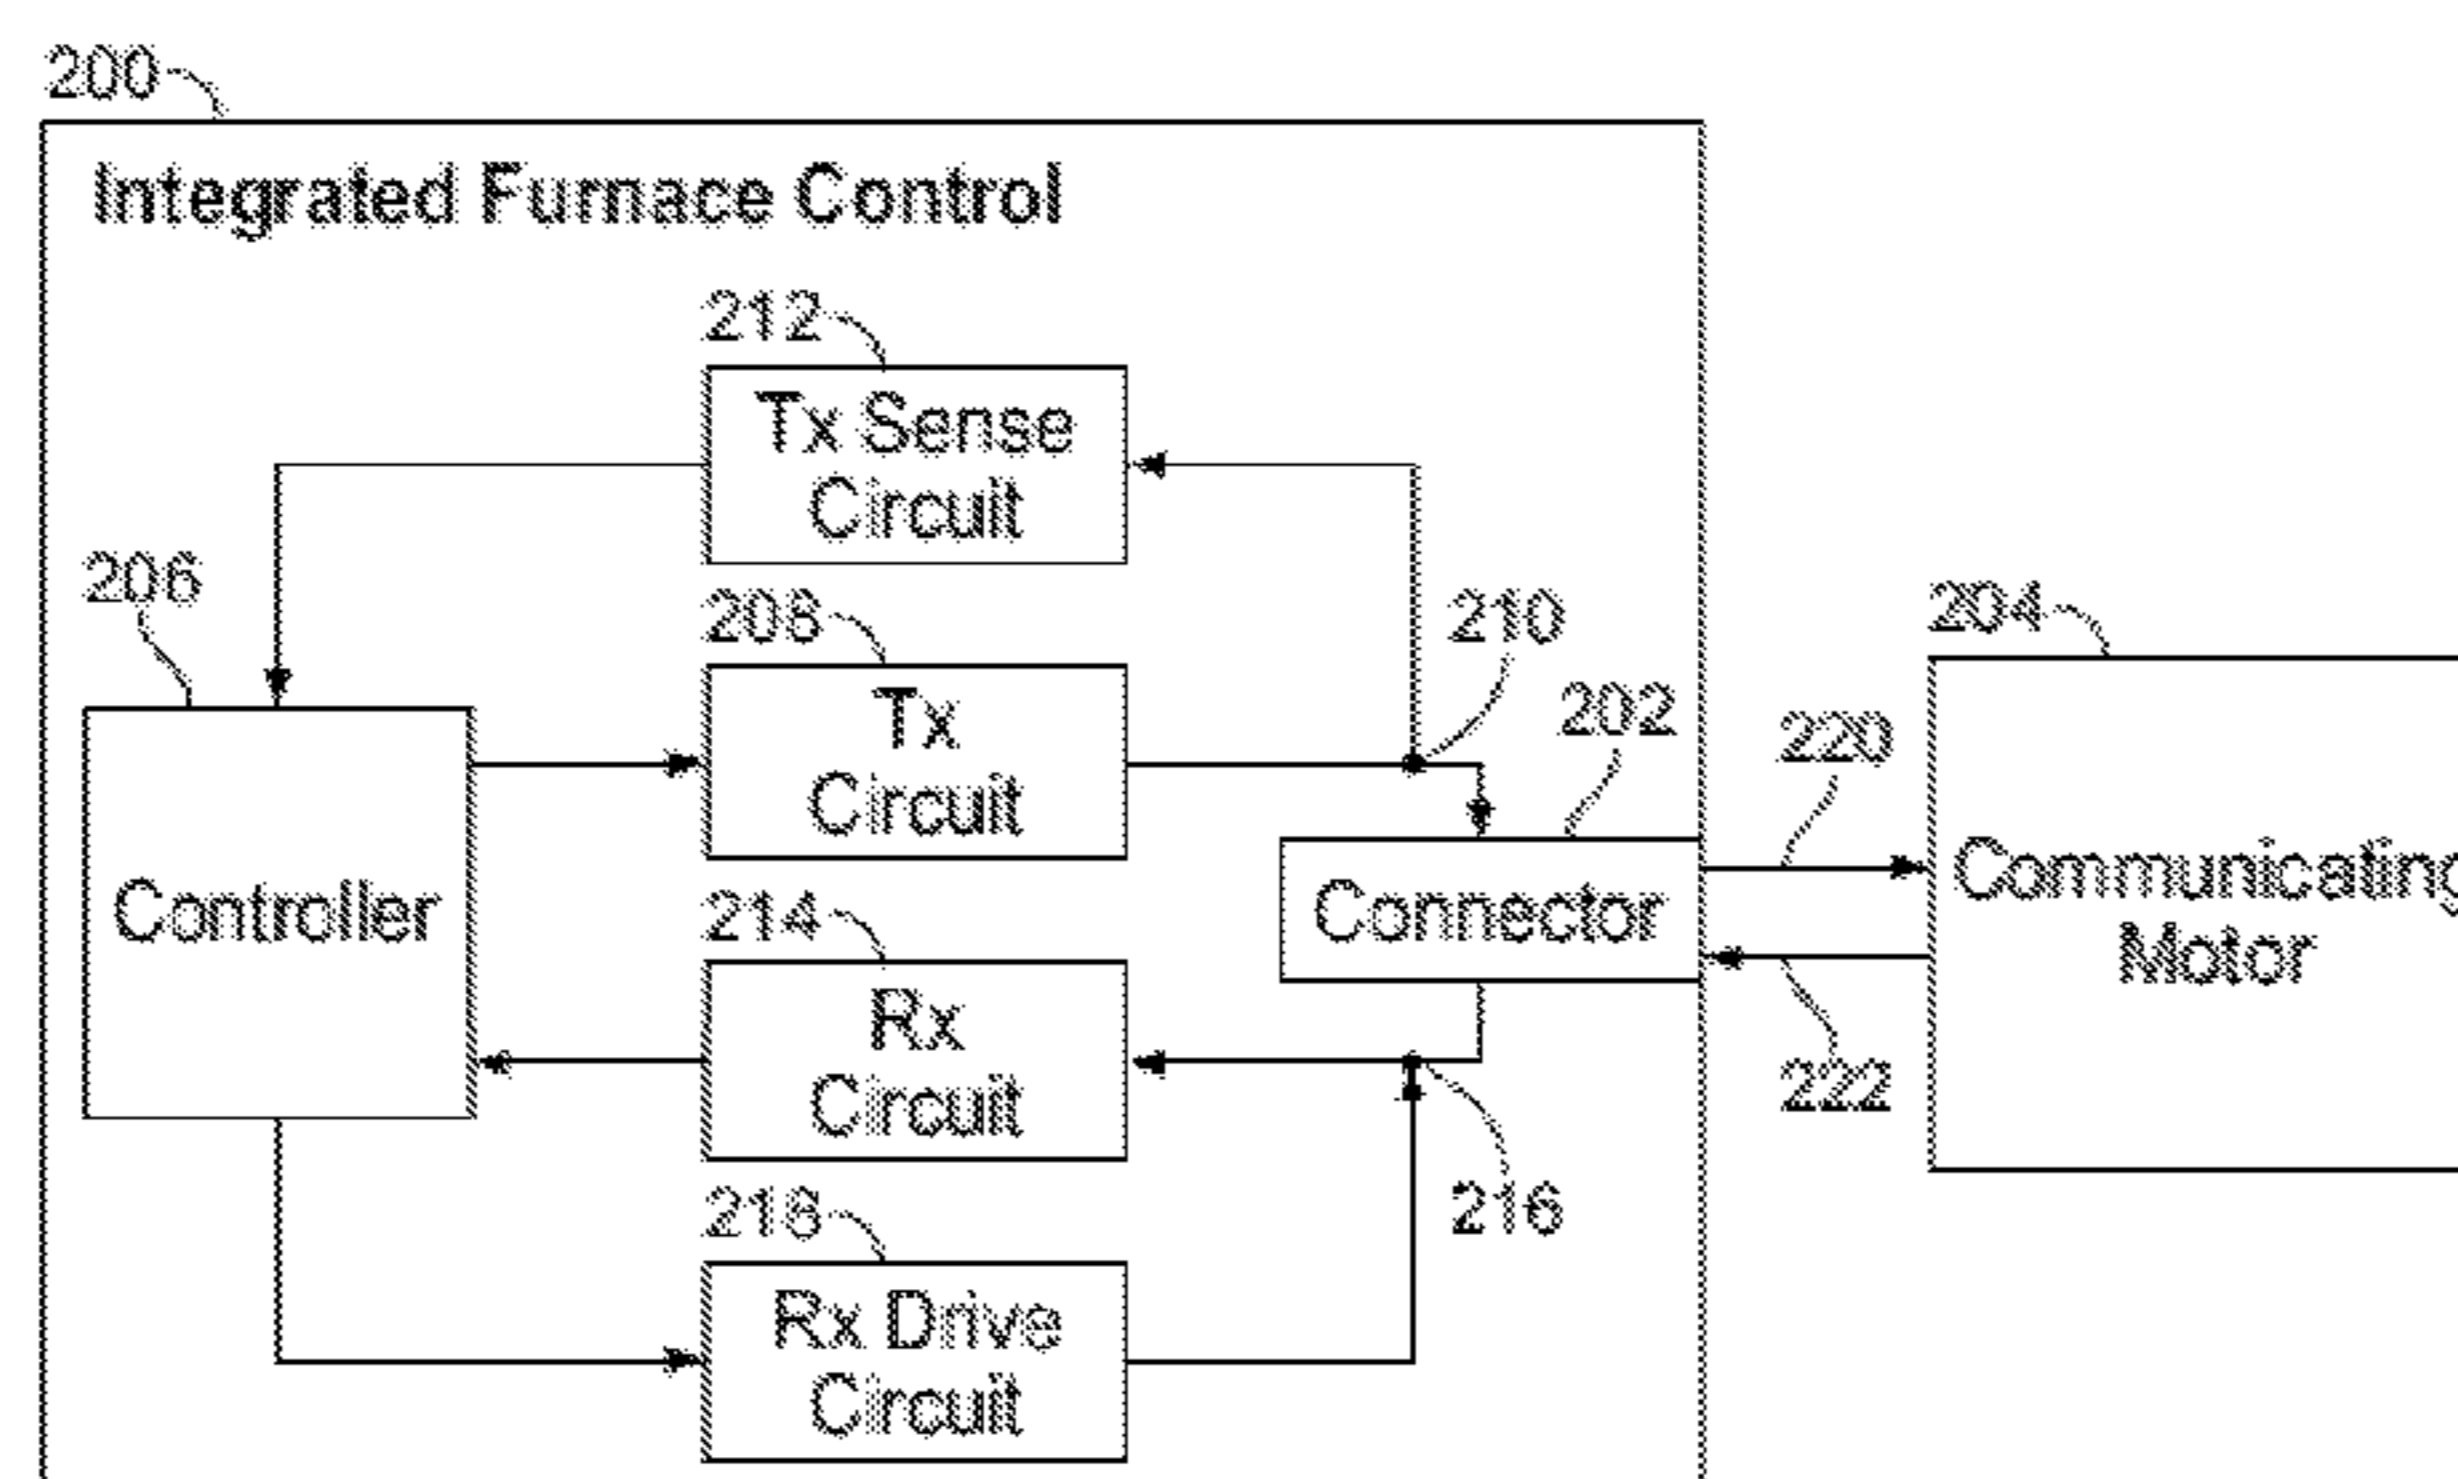 200
Integrated Furnace Control
212
Tx Sense
Circuit
206
208
210
204
Tx
Circuit
202
220
Controller
214
Connector
Communicating
Motor
Rx
Circuit
222
218
216
Rx Drive
Circuit